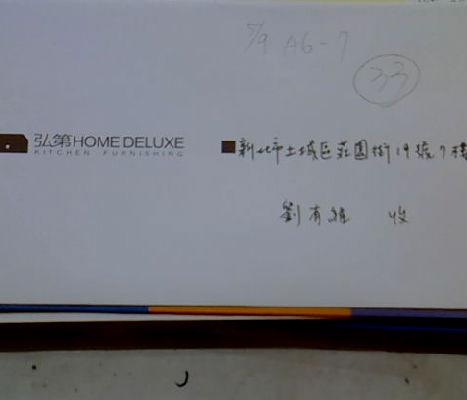 5/9 A6-7
33
弘第HOME DELUXE
KITCHEN FURNISHING
新北市土城區莊園街19號7樓
劉有維 收